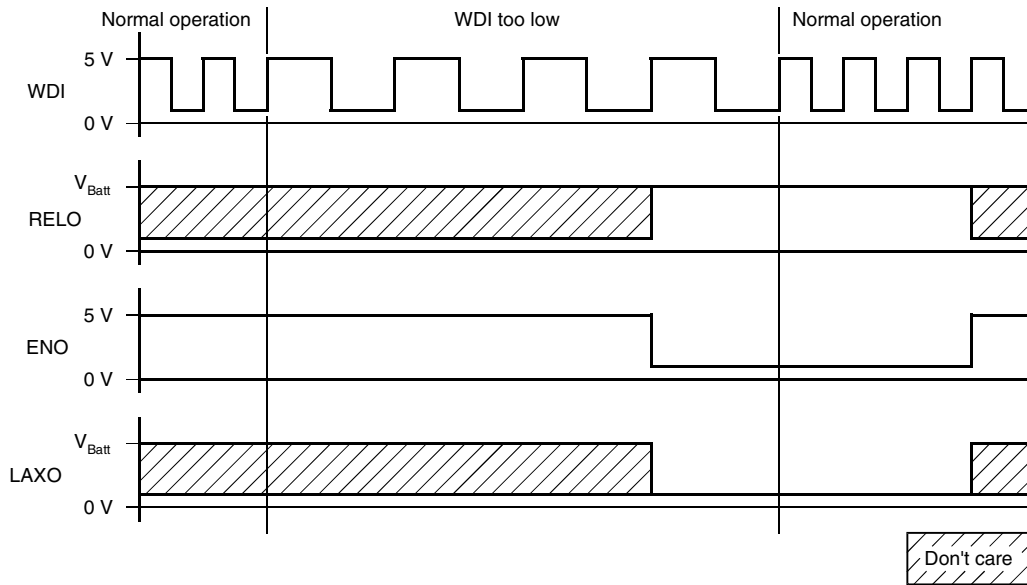 Normal operation WDI too low Normal operation
5 V
WDI
0 V
VBatt
RELO
0 V
5 V
ENO
0 V
VBatt
LAXO
0 V
Don't care